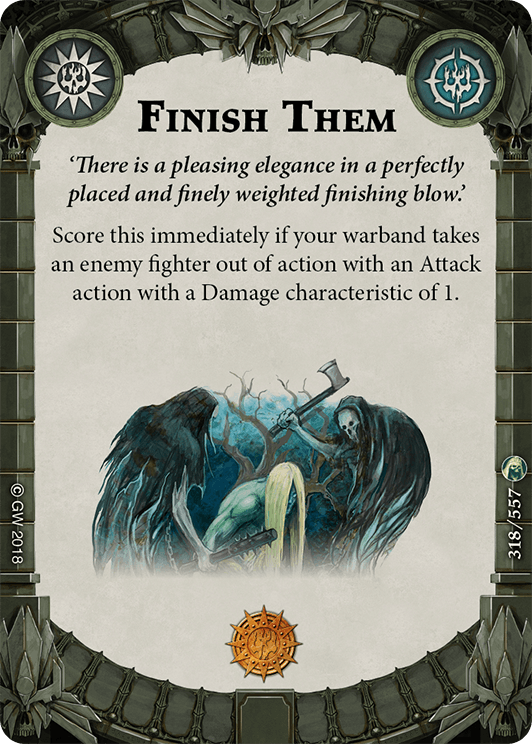 Finish Them
‘There is a pleasing elegance in a perfectly
placed and finely weighted finishing blow.’
Score this immediately if your warband takes
an enemy fighter out of action with an Attack
action with a Damage characteristic of 1.
© GW 2018
318/557